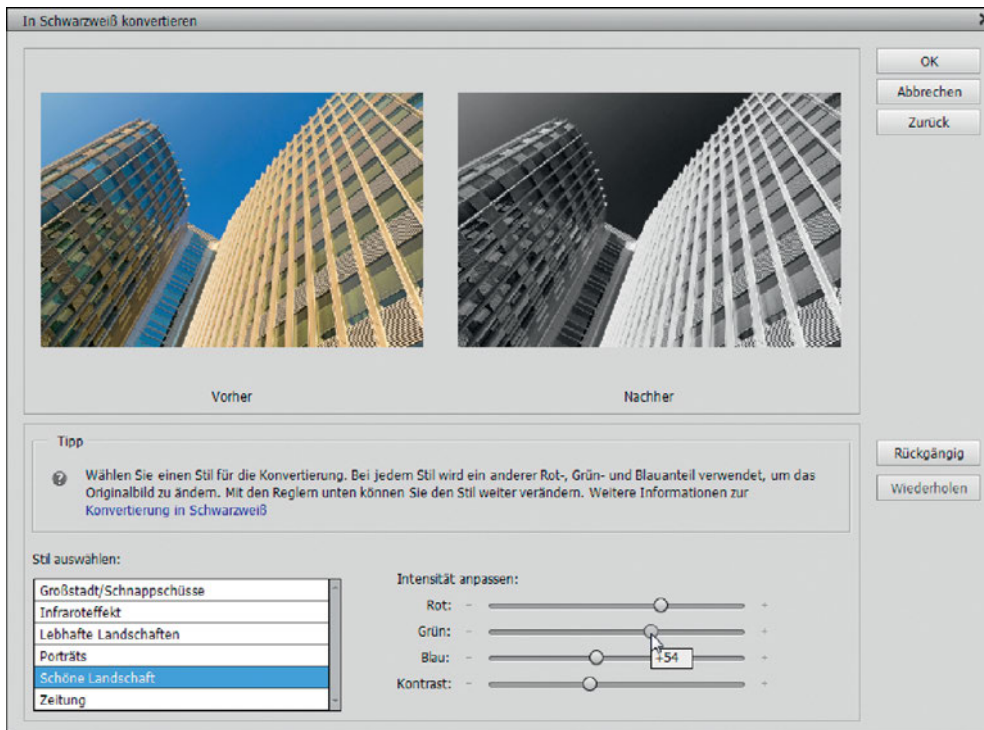 In Schwarzweiß konvertieren
OK
Abbrechen
Zurück
Vorher
Nachher
Tipp
Wählen Sie einen Stil für die Konvertierung. Bei jedem Stil wird ein anderer Rot-, Grün- und Blauanteil verwendet, um das
Originalbild zu ändern. Mit den Reglern unten können Sie den Stil weiter verändern. Weitere Informationen zur
Konvertierung in Schwarzweiß
Rückgängig
Wiederholen
Stil auswählen:
Großstadt/Schnappschüsse
Infraroteffekt
Lebhafte Landschaften
Porträts
Schöne Landschaft
Zeitung
Intensität anpassen:
Rot: - +
Grün: - +
Blau: - +
+54
Kontrast: - +